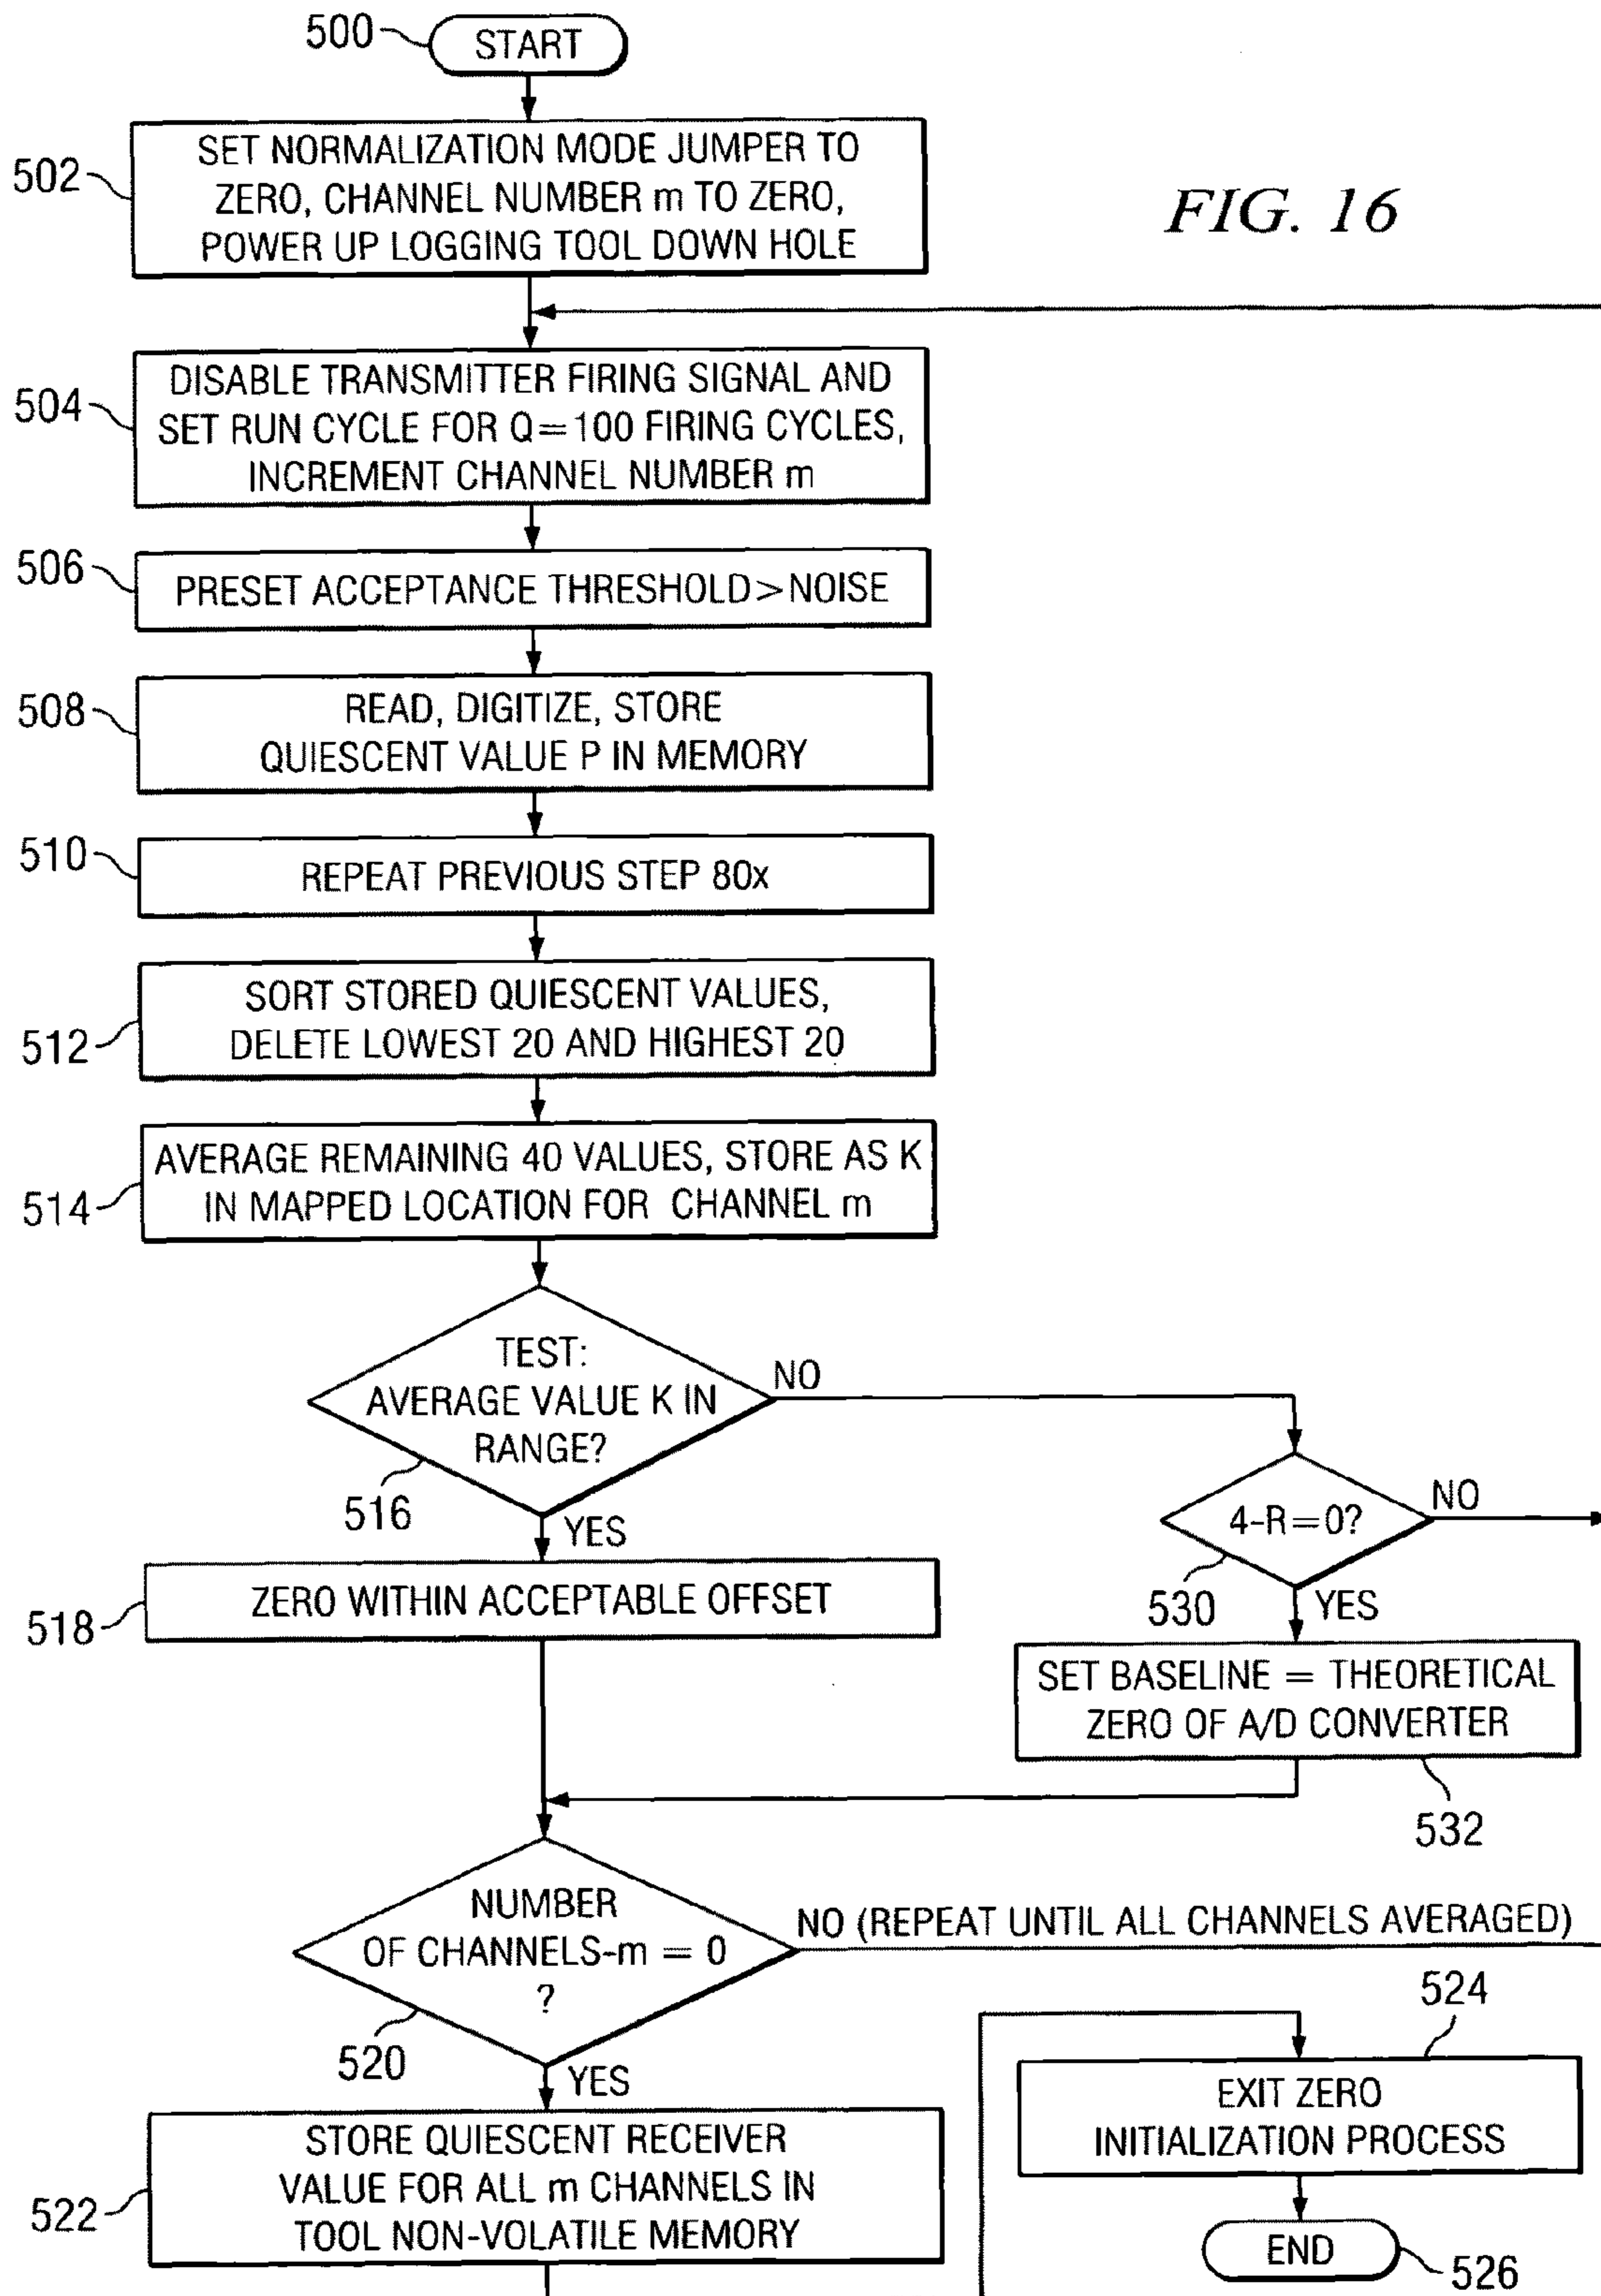 500
START
502
SET NORMALIZATION MODE JUMPER TO
ZERO, CHANNEL NUMBER m TO ZERO,
POWER UP LOGGING TOOL DOWN HOLE
FIG. 16
504
DISABLE TRANSMITTER FIRING SIGNAL AND
SET RUN CYCLE FOR Q=100 FIRING CYCLES,
INCREMENT CHANNEL NUMBER m
506
PRESET ACCEPTANCE THRESHOLD>NOISE
508
READ, DIGITIZE, STORE
QUIESCENT VALUE P IN MEMORY
510
REPEAT PREVIOUS STEP 80x
512
SORT STORED QUIESCENT VALUES,
DELETE LOWEST 20 AND HIGHEST 20
514
AVERAGE REMAINING 40 VALUES, STORE AS K
IN MAPPED LOCATION FOR CHANNEL m
TEST:
AVERAGE VALUE K IN
RANGE?
NO
516
YES
4-R=0?
NO
530
YES
518
ZERO WITHIN ACCEPTABLE OFFSET
SET BASELINE = THEORETICAL
ZERO OF A/D CONVERTER
532
NUMBER
OF CHANNELS-m = 0
?
NO (REPEAT UNTIL ALL CHANNELS AVERAGED)
520
YES
524
EXIT ZERO
INITIALIZATION PROCESS
522
STORE QUIESCENT RECEIVER
VALUE FOR ALL m CHANNELS IN
TOOL NON-VOLATILE MEMORY
END
526